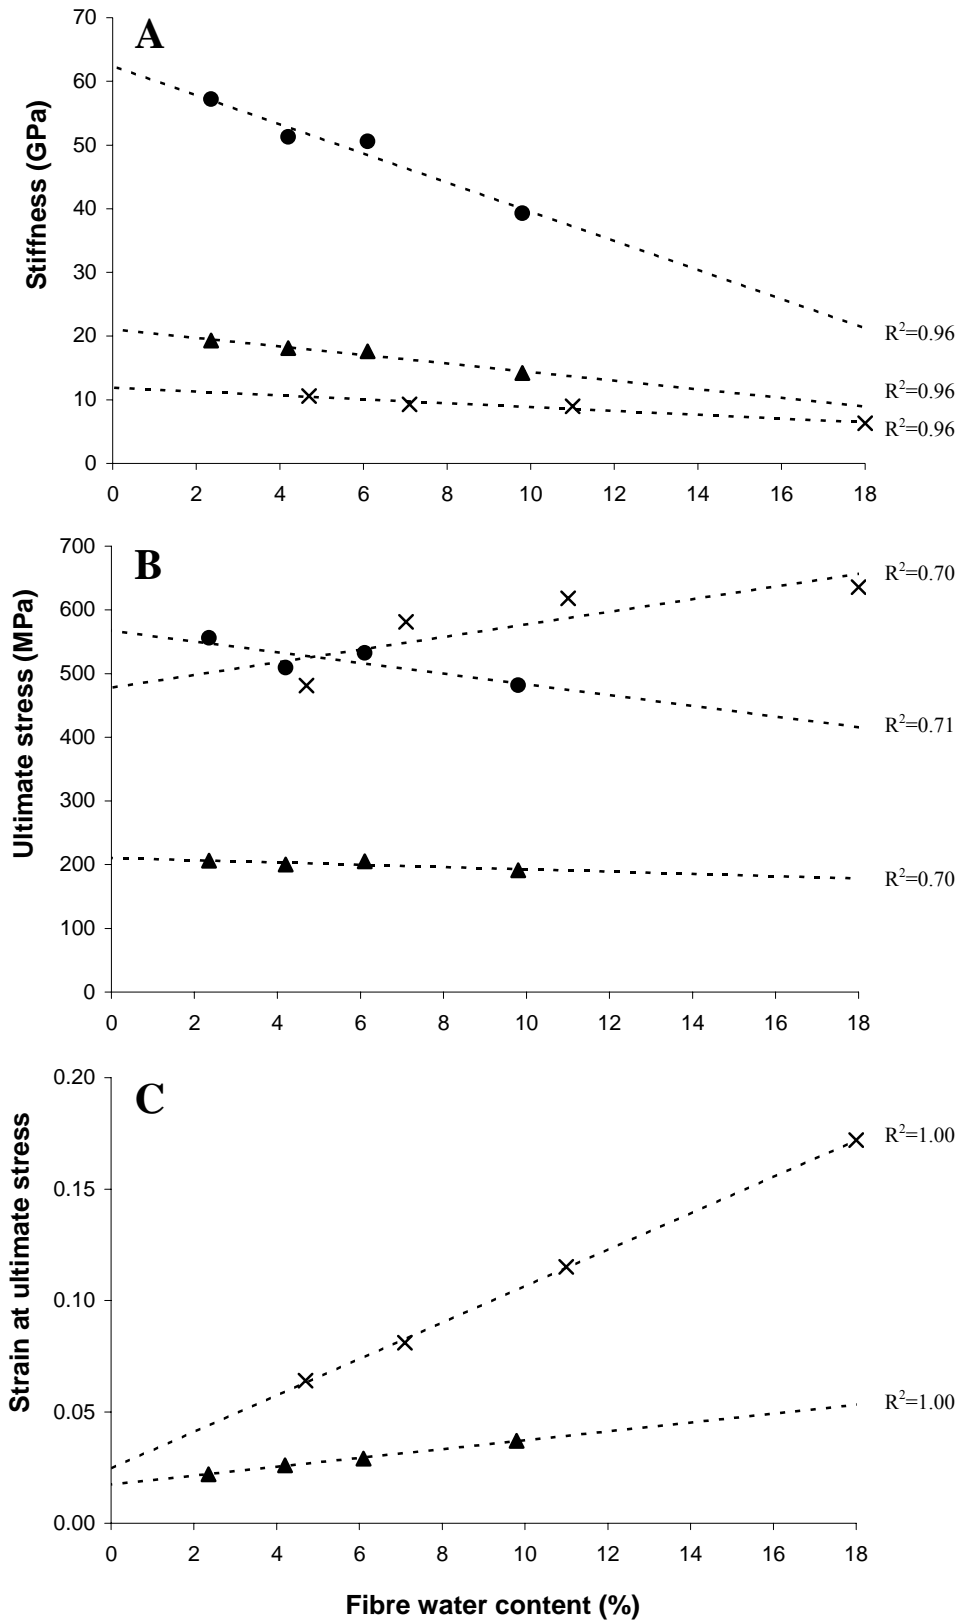 A
Stiffness (GPa)
70
60
50
40
30
20
10
0
0 2 4 6 8 10 12 14 16 18
R²=0.96
R²=0.96
R²=0.96
B
Ultimate stress (MPa)
700
600
500
400
300
200
100
0
0 2 4 6 8 10 12 14 16 18
R²=0.70
R²=0.71
R²=0.70
C
Strain at ultimate stress
0.20
0.15
0.10
0.05
0.00
0 2 4 6 8 10 12 14 16 18
R²=1.00
R²=1.00
Fibre water content (%)